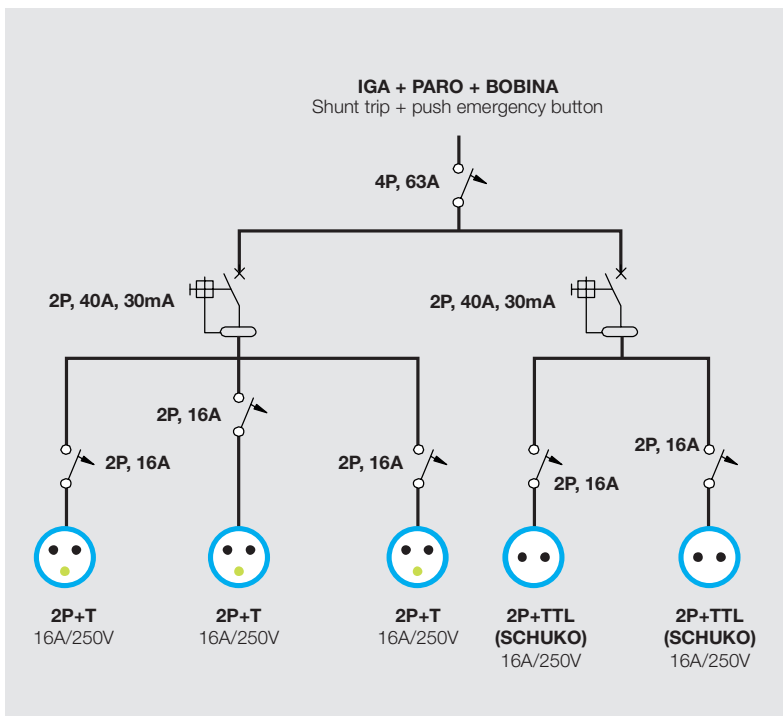 IGA + PARO + BOBINA
Shunt trip + push emergency button
4P, 63A
2P, 40A, 30mA
2P, 40A, 30mA
2P, 16A
2P, 16A
2P, 16A
2P, 16A
2P, 16A
2P+T
16A/250V
2P+T
16A/250V
2P+T
16A/250V
2P+TTL
(SCHUKO)
16A/250V
2P+TTL
(SCHUKO)
16A/250V